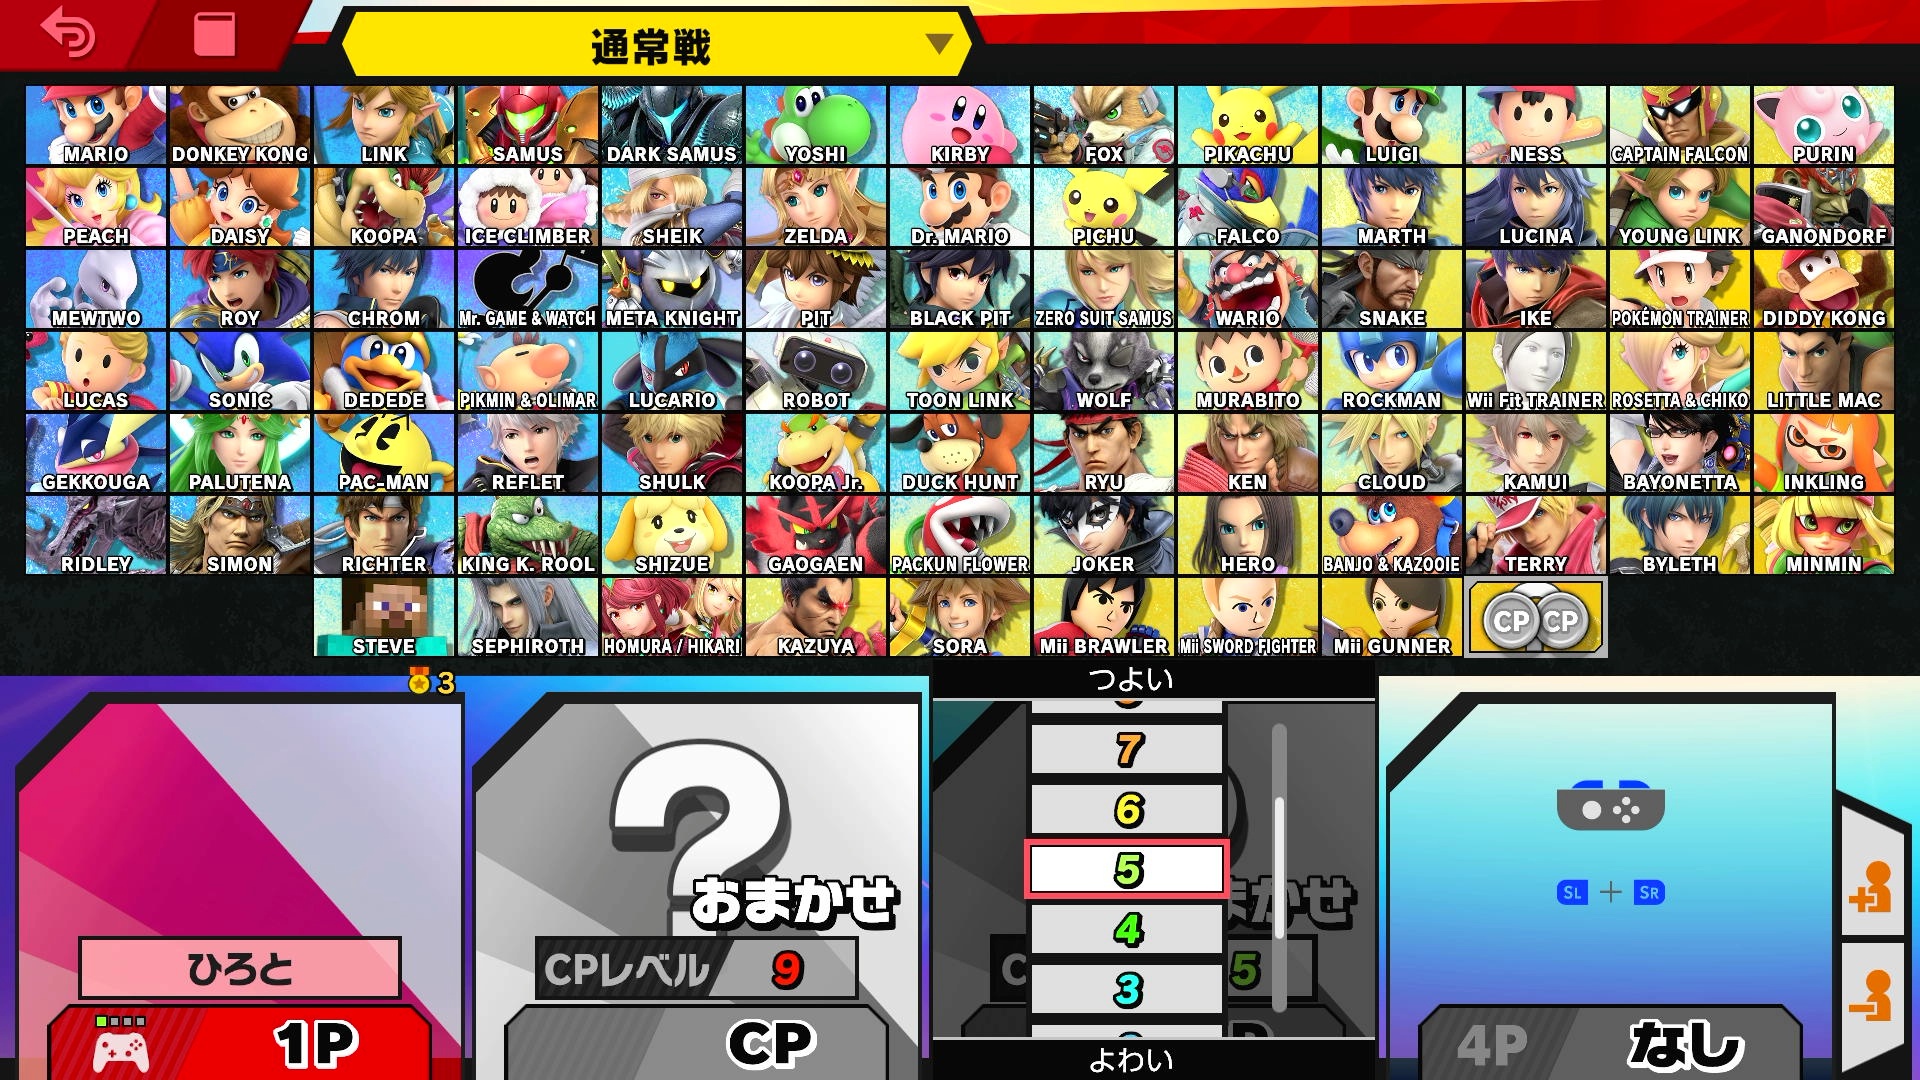 通常戦
MARIO
DONKEY KONG
LINK
SAMUS
DARK SAMUS
YOSHI
KIRBY
FOX
PIKACHU
LUIGI
NESS
CAPTAIN FALCON
PURIN
PEACH
DAISY
KOOPA
ICE CLIMBER
SHEIK
ZELDA
Dr. MARIO
PICHU
FALCO
MARTH
LUCINA
YOUNG LINK
GANONDORF
MEWTWO
ROY
CHROM
Mr. GAME & WATCH
META KNIGHT
PIT
BLACK PIT
ZERO SUIT SAMUS
WARIO
SNAKE
IKE
POKÉMON TRAINER
DIDDY KONG
LUCAS
SONIC
DEDEDE
PIKMIN & OLIMAR
LUCARIO
ROBOT
TOON LINK
WOLF
MURABITO
ROCKMAN
Wii Fit TRAINER
ROSETTA & CHIKO
LITTLE MAC
GEKKOUGA
PALUTENA
PAC-MAN
REFLET
SHULK
KOOPA Jr.
DUCK HUNT
RYU
KEN
CLOUD
KAMUI
BAYONETTA
INKLING
RIDLEY
SIMON
RICHTER
KING K. ROOL
SHIZUE
GAOGAEN
PACKUN FLOWER
JOKER
HERO
BANJO & KAZOOIE
TERRY
BYLETH
MINMIN
STEVE
SEPHIROTH
HOMURA / HIKARI
KAZUYA
SORA
Mii BRAWLER
Mii SWORD FIGHTER
Mii GUNNER
CP CP
3
ひろと
1P
おまかせ
CPレベル 9
CP
つよい
7
6
5
4
3
よわい
かせ
5
SL + SR
4P なし